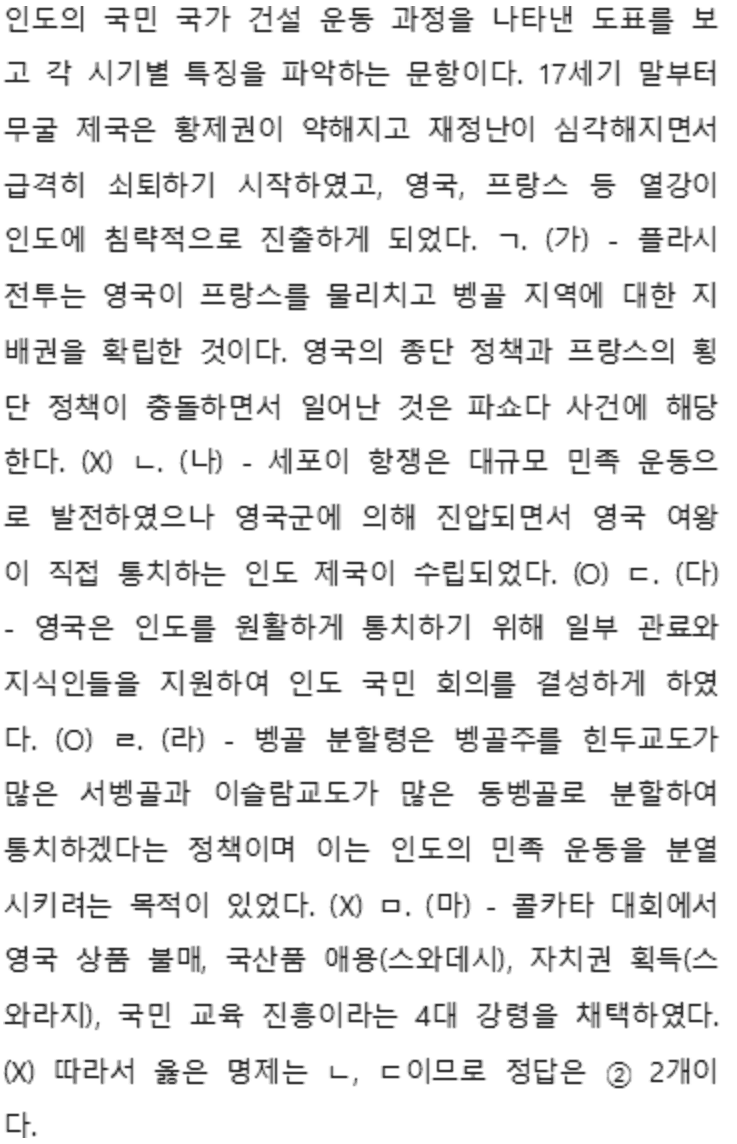 인도의 국민 국가 건설 운동 과정을 나타낸 도표를 보
고 각 시기별 특징을 파악하는 문항이다. 17세기 말부터
무굴 제국은 황제권이 약해지고 재정난이 심각해지면서
급격히 쇠퇴하기 시작하였고, 영국, 프랑스 등 열강이
인도에 침략적으로 진출하게 되었다. ㄱ. (가) - 플라시
전투는 영국이 프랑스를 물리치고 벵골 지역에 대한 지
배권을 확립한 것이다. 영국의 종단 정책과 프랑스의 횡
단 정책이 충돌하면서 일어난 것은 파쇼다 사건에 해당
한다. (X) ㄴ. (나) - 세포이 항쟁은 대규모 민족 운동으
로 발전하였으나 영국군에 의해 진압되면서 영국 여왕
이 직접 통치하는 인도 제국이 수립되었다. (O) ㄷ. (다)
- 영국은 인도를 원활하게 통치하기 위해 일부 관료와
지식인들을 지원하여 인도 국민 회의를 결성하게 하였
다. (O) ㄹ. (라) - 벵골 분할령은 벵골주를 힌두교도가
많은 서벵골과 이슬람교도가 많은 동벵골로 분할하여
통치하겠다는 정책이며 이는 인도의 민족 운동을 분열
시키려는 목적이 있었다. (X) ㅁ. (마) - 콜카타 대회에서
영국 상품 불매, 국산품 애용(스와데시), 자치권 획득(스
와라지), 국민 교육 진흥이라는 4대 강령을 채택하였다.
(X) 따라서 옳은 명제는 ㄴ, ㄷ이므로 정답은 ② 2개이
다.